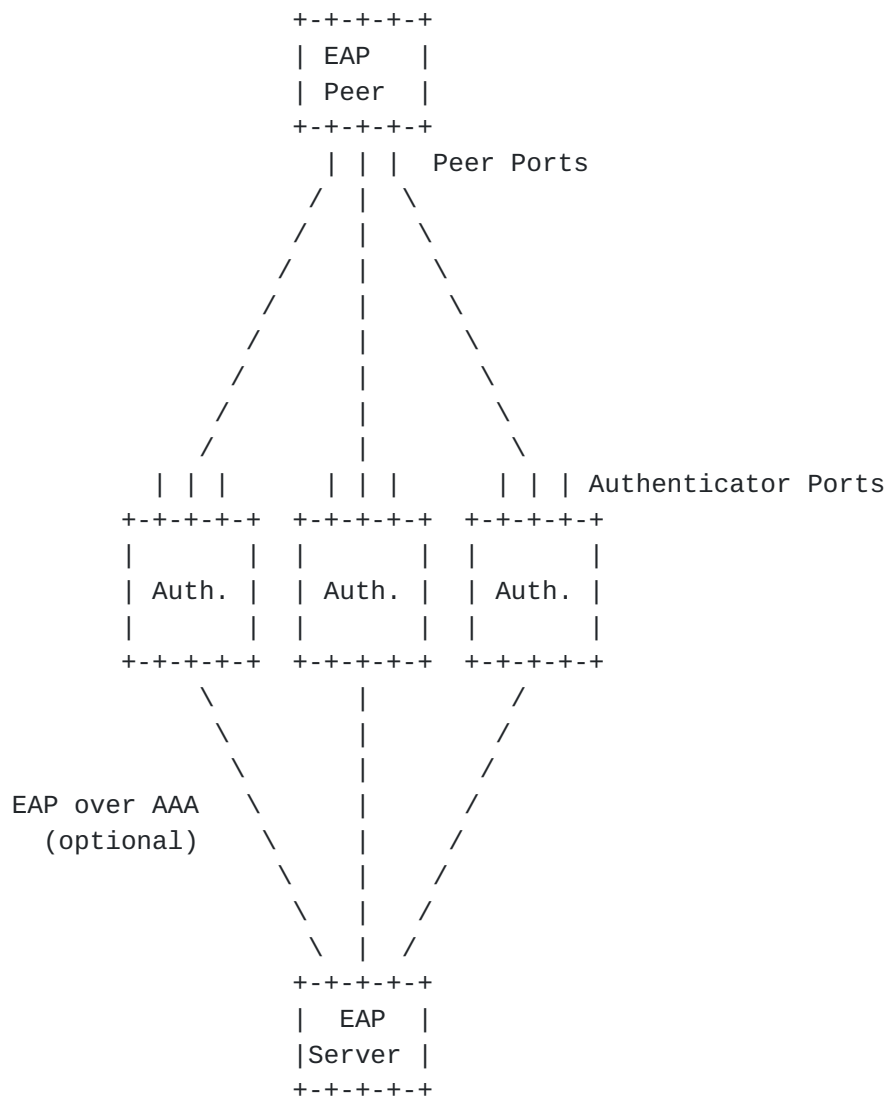 +-+-+-+-+
| EAP   |
| Peer  |
+-+-+-+-+
| | |  Peer Ports
/  |  \
/   |   \
/    |    \
/     |     \
/      |      \
/       |       \
/        |        \
/         |         \
| | |      | | |      | | | Authenticator Ports
+-+-+-+-+  +-+-+-+-+  +-+-+-+-+
|       |  |       |  |       |
| Auth. |  | Auth. |  | Auth. |
|       |  |       |  |       |
+-+-+-+-+  +-+-+-+-+  +-+-+-+-+
\         |         /
\        |        /
\       |       /
EAP over AAA   \      |      /
(optional)    \     |     /
\    |    /
\   |   /
\  |  /
+-+-+-+-+
|  EAP  |
|Server |
+-+-+-+-+